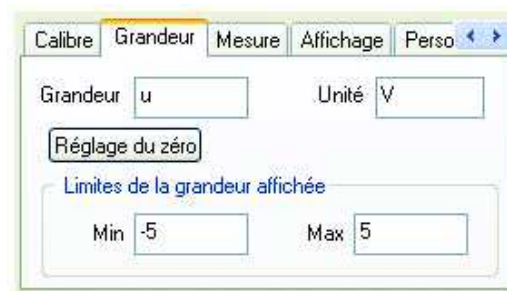 Calibre Grandeur Mesure Affichage Perso
Grandeur u Unité V
Réglage du zéro
Limites de la grandeur affichée
Min -5 Max 5